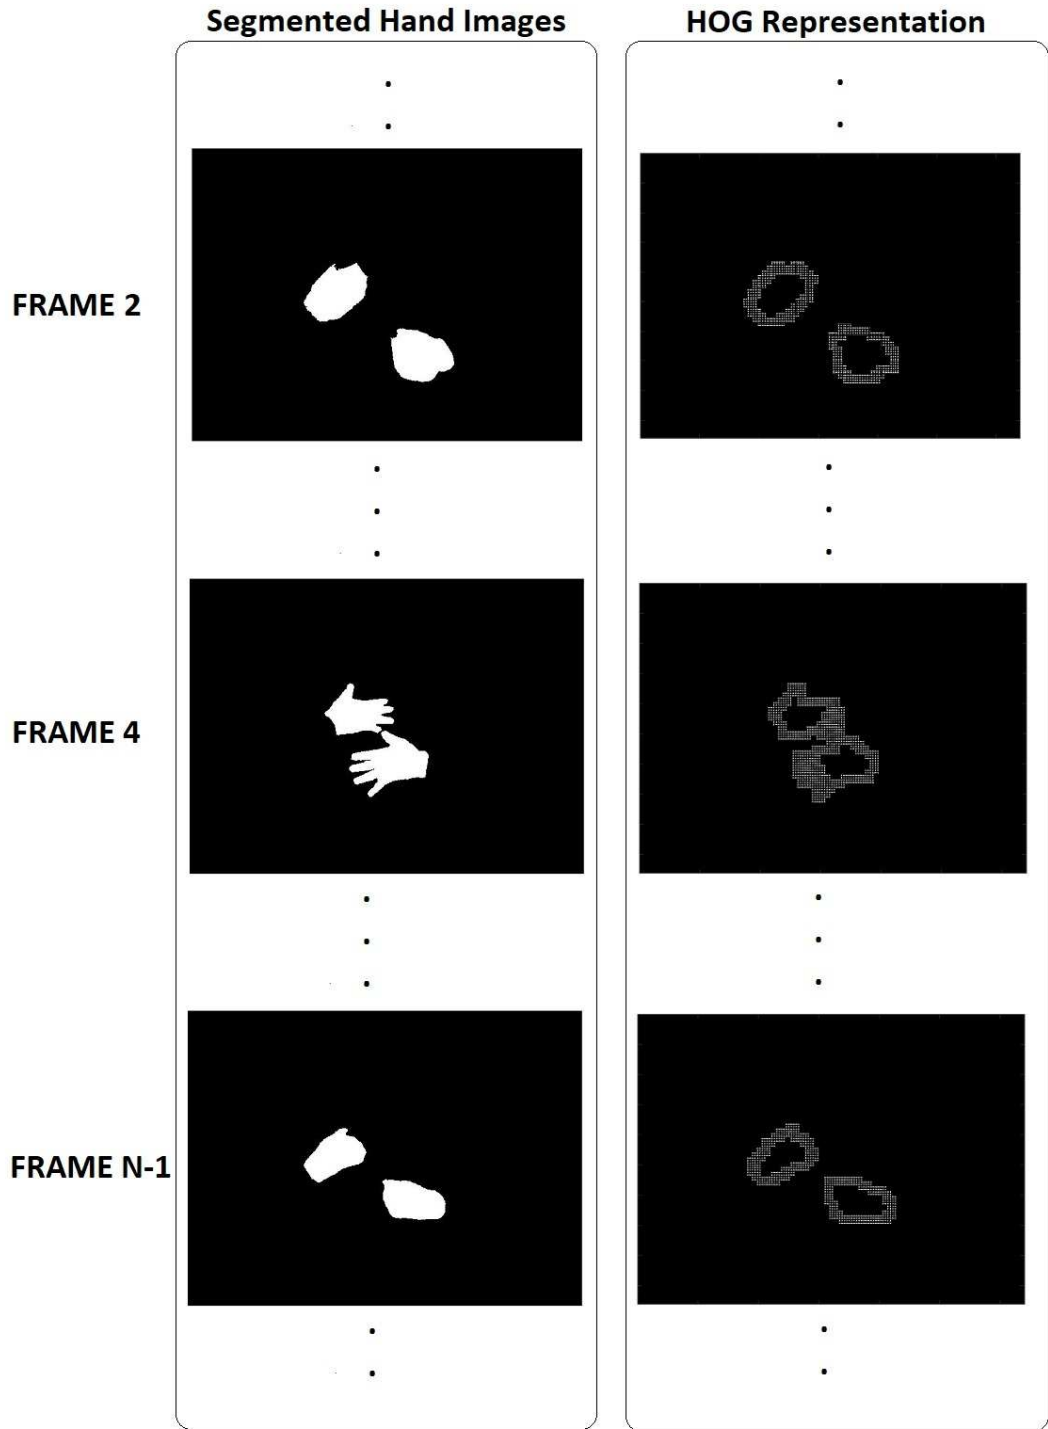 Segmented Hand Images
HOG Representation
FRAME 2
FRAME 4
FRAME N-1